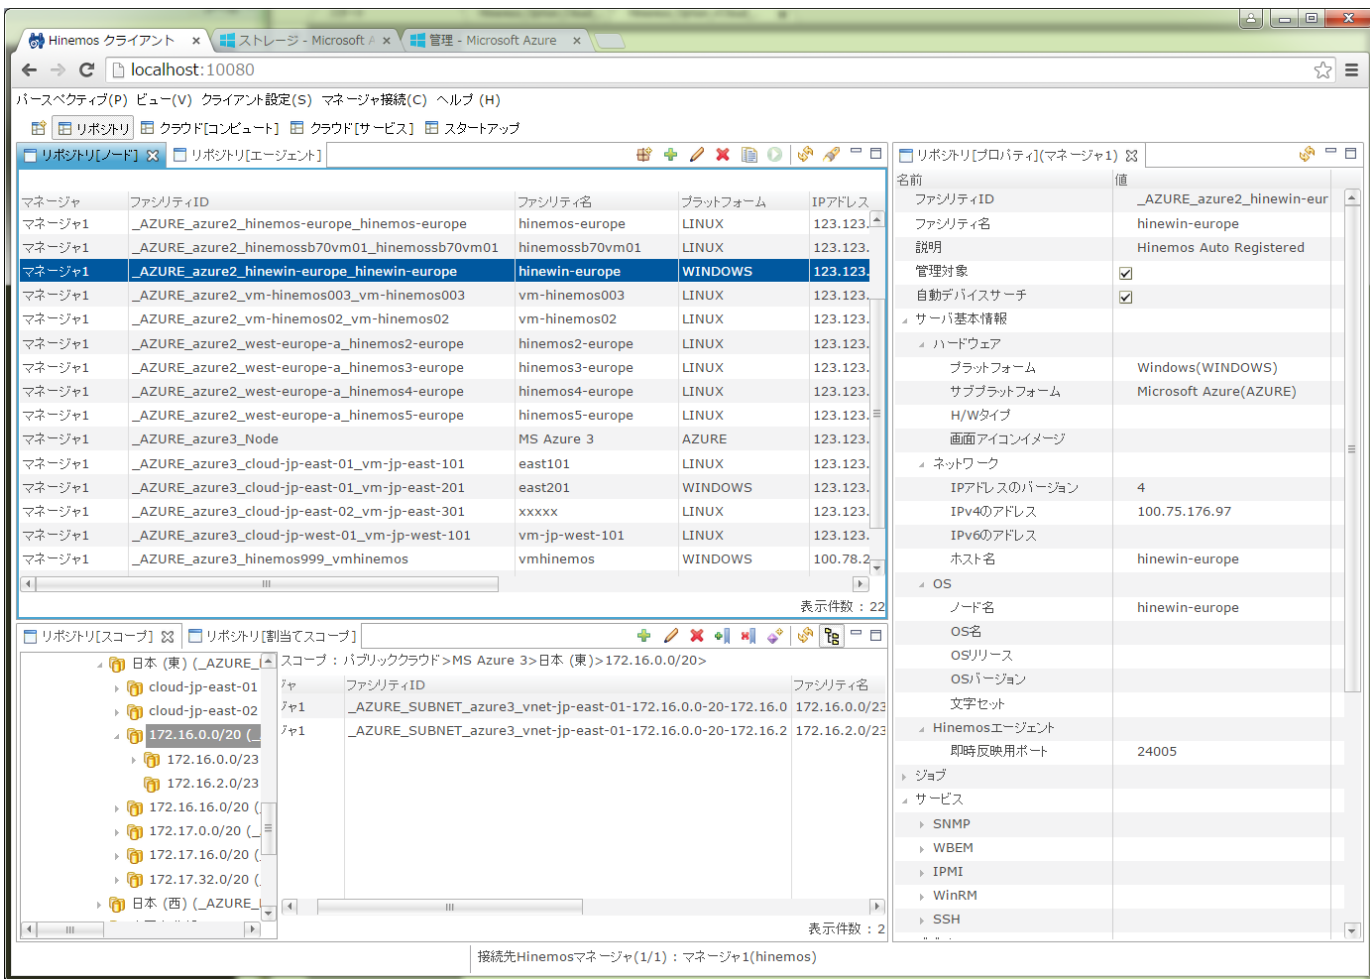 Hinemos クライアント
ストレージ - Microsoft A
管理 - Microsoft Azure
localhost:10080
パースペクティブ(P) ビュー(V) クライアント設定(S) マネージャ接続(C) ヘルプ (H)
リポジトリ クラウド[コンピュート] クラウド[サービス] スタートアップ
リポジトリ[ノード] リポジトリ[エージェント]
マネージャ ファシリティID ファシリティ名 プラットフォーム IPアドレス
マネージャ1 _AZURE_azure2_hinemos-europe_hinemos-europe hinemos-europe LINUX 123.123.
マネージャ1 _AZURE_azure2_hinemossb70vm01_hinemossb70vm01 hinemossb70vm01 LINUX 123.123.
マネージャ1 _AZURE_azure2_hinewin-europe_hinewin-europe hinewin-europe WINDOWS 123.123.
マネージャ1 _AZURE_azure2_vm-hinemos003_vm-hinemos003 vm-hinemos003 LINUX 123.123.
マネージャ1 _AZURE_azure2_vm-hinemos02_vm-hinemos02 vm-hinemos02 LINUX 123.123.
マネージャ1 _AZURE_azure2_west-europe-a_hinemos2-europe hinemos2-europe LINUX 123.123.
マネージャ1 _AZURE_azure2_west-europe-a_hinemos3-europe hinemos3-europe LINUX 123.123.
マネージャ1 _AZURE_azure2_west-europe-a_hinemos4-europe hinemos4-europe LINUX 123.123.
マネージャ1 _AZURE_azure2_west-europe-a_hinemos5-europe hinemos5-europe LINUX 123.123.
マネージャ1 _AZURE_azure3_Node MS Azure 3 AZURE 123.123.
マネージャ1 _AZURE_azure3_cloud-jp-east-01_vm-jp-east-101 east101 LINUX 123.123.
マネージャ1 _AZURE_azure3_cloud-jp-east-01_vm-jp-east-201 east201 WINDOWS 123.123.
マネージャ1 _AZURE_azure3_cloud-jp-east-02_vm-jp-east-301 xxxxx LINUX 123.123.
マネージャ1 _AZURE_azure3_cloud-jp-west-01_vm-jp-west-101 vm-jp-west-101 LINUX 123.123.
マネージャ1 _AZURE_azure3_hinemos999_vmhinemos vmhinemos WINDOWS 100.78.2
表示件数 : 22
リポジトリ[スコープ] リポジトリ[割当てスコープ]
日本 (東) (_AZURE_
cloud-jp-east-01
cloud-jp-east-02
172.16.0.0/20 (_
172.16.0.0/23
172.16.2.0/23
172.16.16.0/20 (
172.17.0.0/20 (_
172.17.16.0/20 (
172.17.32.0/20 (
日本 (西) (_AZURE_
スコープ : パブリッククラウド>MS Azure 3>日本 (東)>172.16.0.0/20>
ジャ ファシリティID ファシリティ名
ジャ1 _AZURE_SUBNET_azure3_vnet-jp-east-01-172.16.0.0-20-172.16.0 172.16.0.0/23
ジャ1 _AZURE_SUBNET_azure3_vnet-jp-east-01-172.16.0.0-20-172.16.2 172.16.2.0/23
表示件数 : 2
リポジトリ[プロパティ](マネージャ1)
名前 値
ファシリティID _AZURE_azure2_hinewin-eur
ファシリティ名 hinewin-europe
説明 Hinemos Auto Registered
管理対象
自動デバイスサーチ
サーバ基本情報
ハードウェア
プラットフォーム Windows(WINDOWS)
サブプラットフォーム Microsoft Azure(AZURE)
H/Wタイプ
画面アイコンイメージ
ネットワーク
IPアドレスのバージョン 4
IPv4のアドレス 100.75.176.97
IPv6のアドレス
ホスト名 hinewin-europe
OS
ノード名 hinewin-europe
OS名
OSリリース
OSバージョン
文字セット
Hinemosエージェント
即時反映用ポート 24005
ジョブ
サービス
SNMP
WBEM
IPMI
WinRM
SSH
接続先Hinemosマネージャ(1/1) : マネージャ1(hinemos)